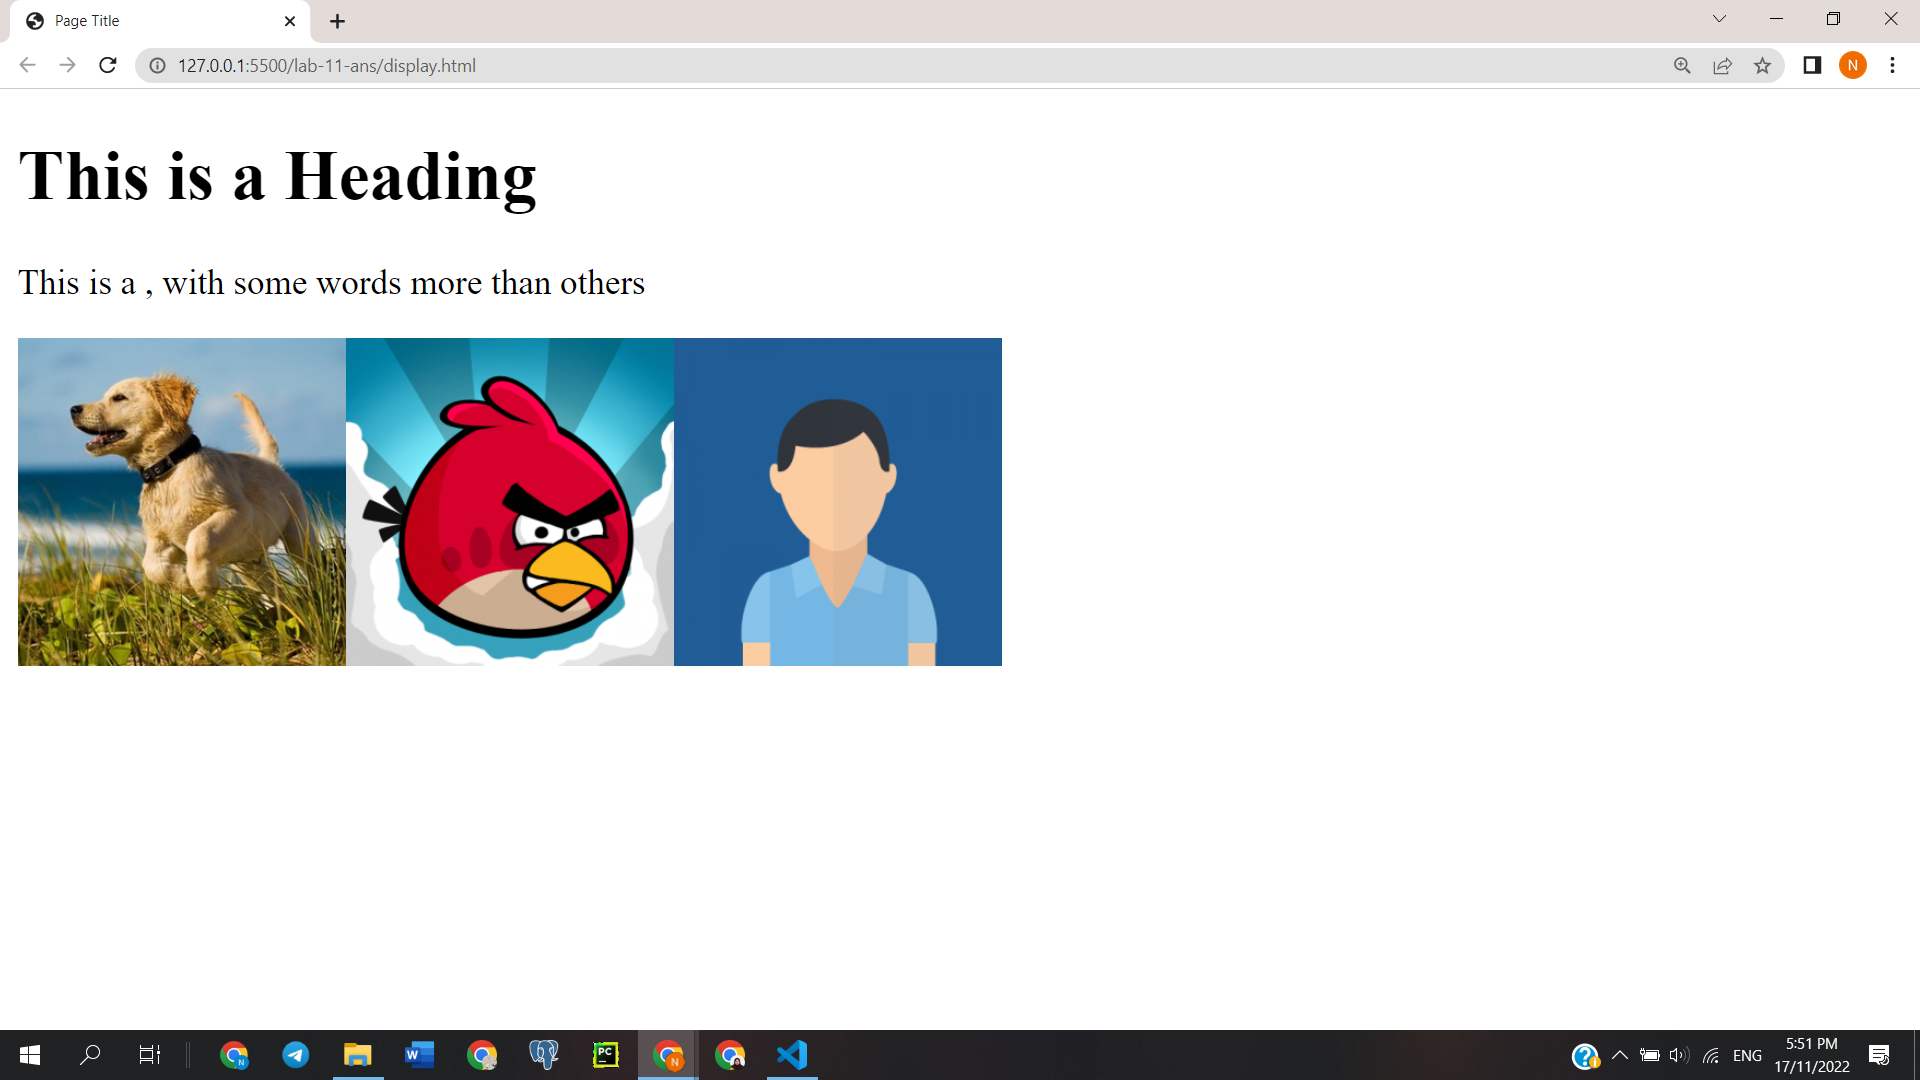 Page Title
127.0.0.1:5500/lab-11-ans/display.html
N
This is a Heading
This is a , with some words more than others
N
W
PC
N
ENG
5:51 PM
17/11/2022